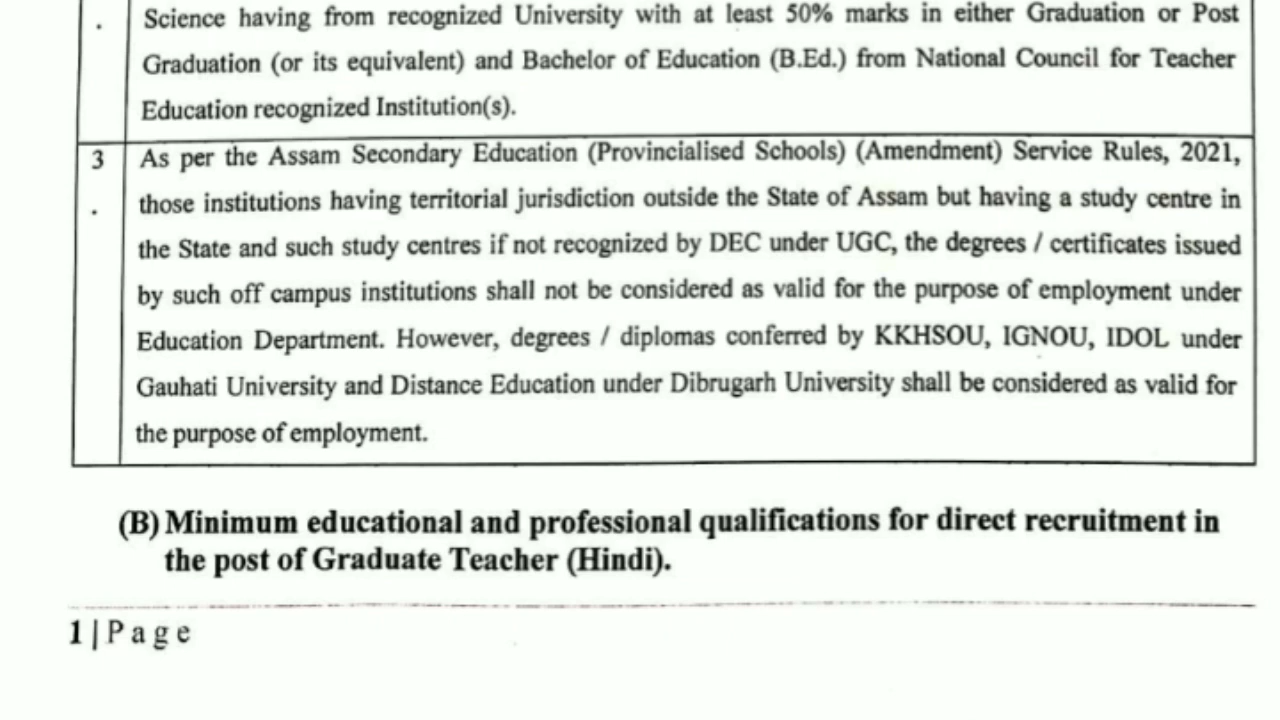 . Science having from recognized University with at least 50% marks in either Graduation or Post
Graduation (or its equivalent) and Bachelor of Education (B.Ed.) from National Council for Teacher
Education recognized Institution(s).
3 As per the Assam Secondary Education (Provincialised Schools) (Amendment) Service Rules, 2021,
. those institutions having territorial jurisdiction outside the State of Assam but having a study centre in
the State and such study centres if not recognized by DEC under UGC, the degrees / certificates issued
by such off campus institutions shall not be considered as valid for the purpose of employment under
Education Department. However, degrees / diplomas conferred by KKHSOU, IGNOU, IDOL under
Gauhati University and Distance Education under Dibrugarh University shall be considered as valid for
the purpose of employment.
(B) Minimum educational and professional qualifications for direct recruitment in
the post of Graduate Teacher (Hindi).
1 | P a g e